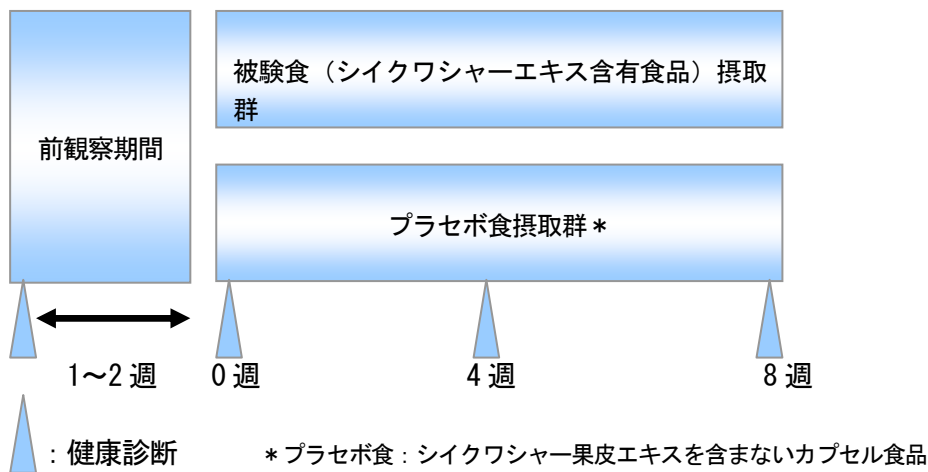 被験食（シイクワシャーエキス含有食品）摂取
群
前観察期間
プラセボ食摂取群＊
1～2 週
0 週
4 週
8 週
：健康診断
＊プラセボ食：シイクワシャー果皮エキスを含まないカプセル食品